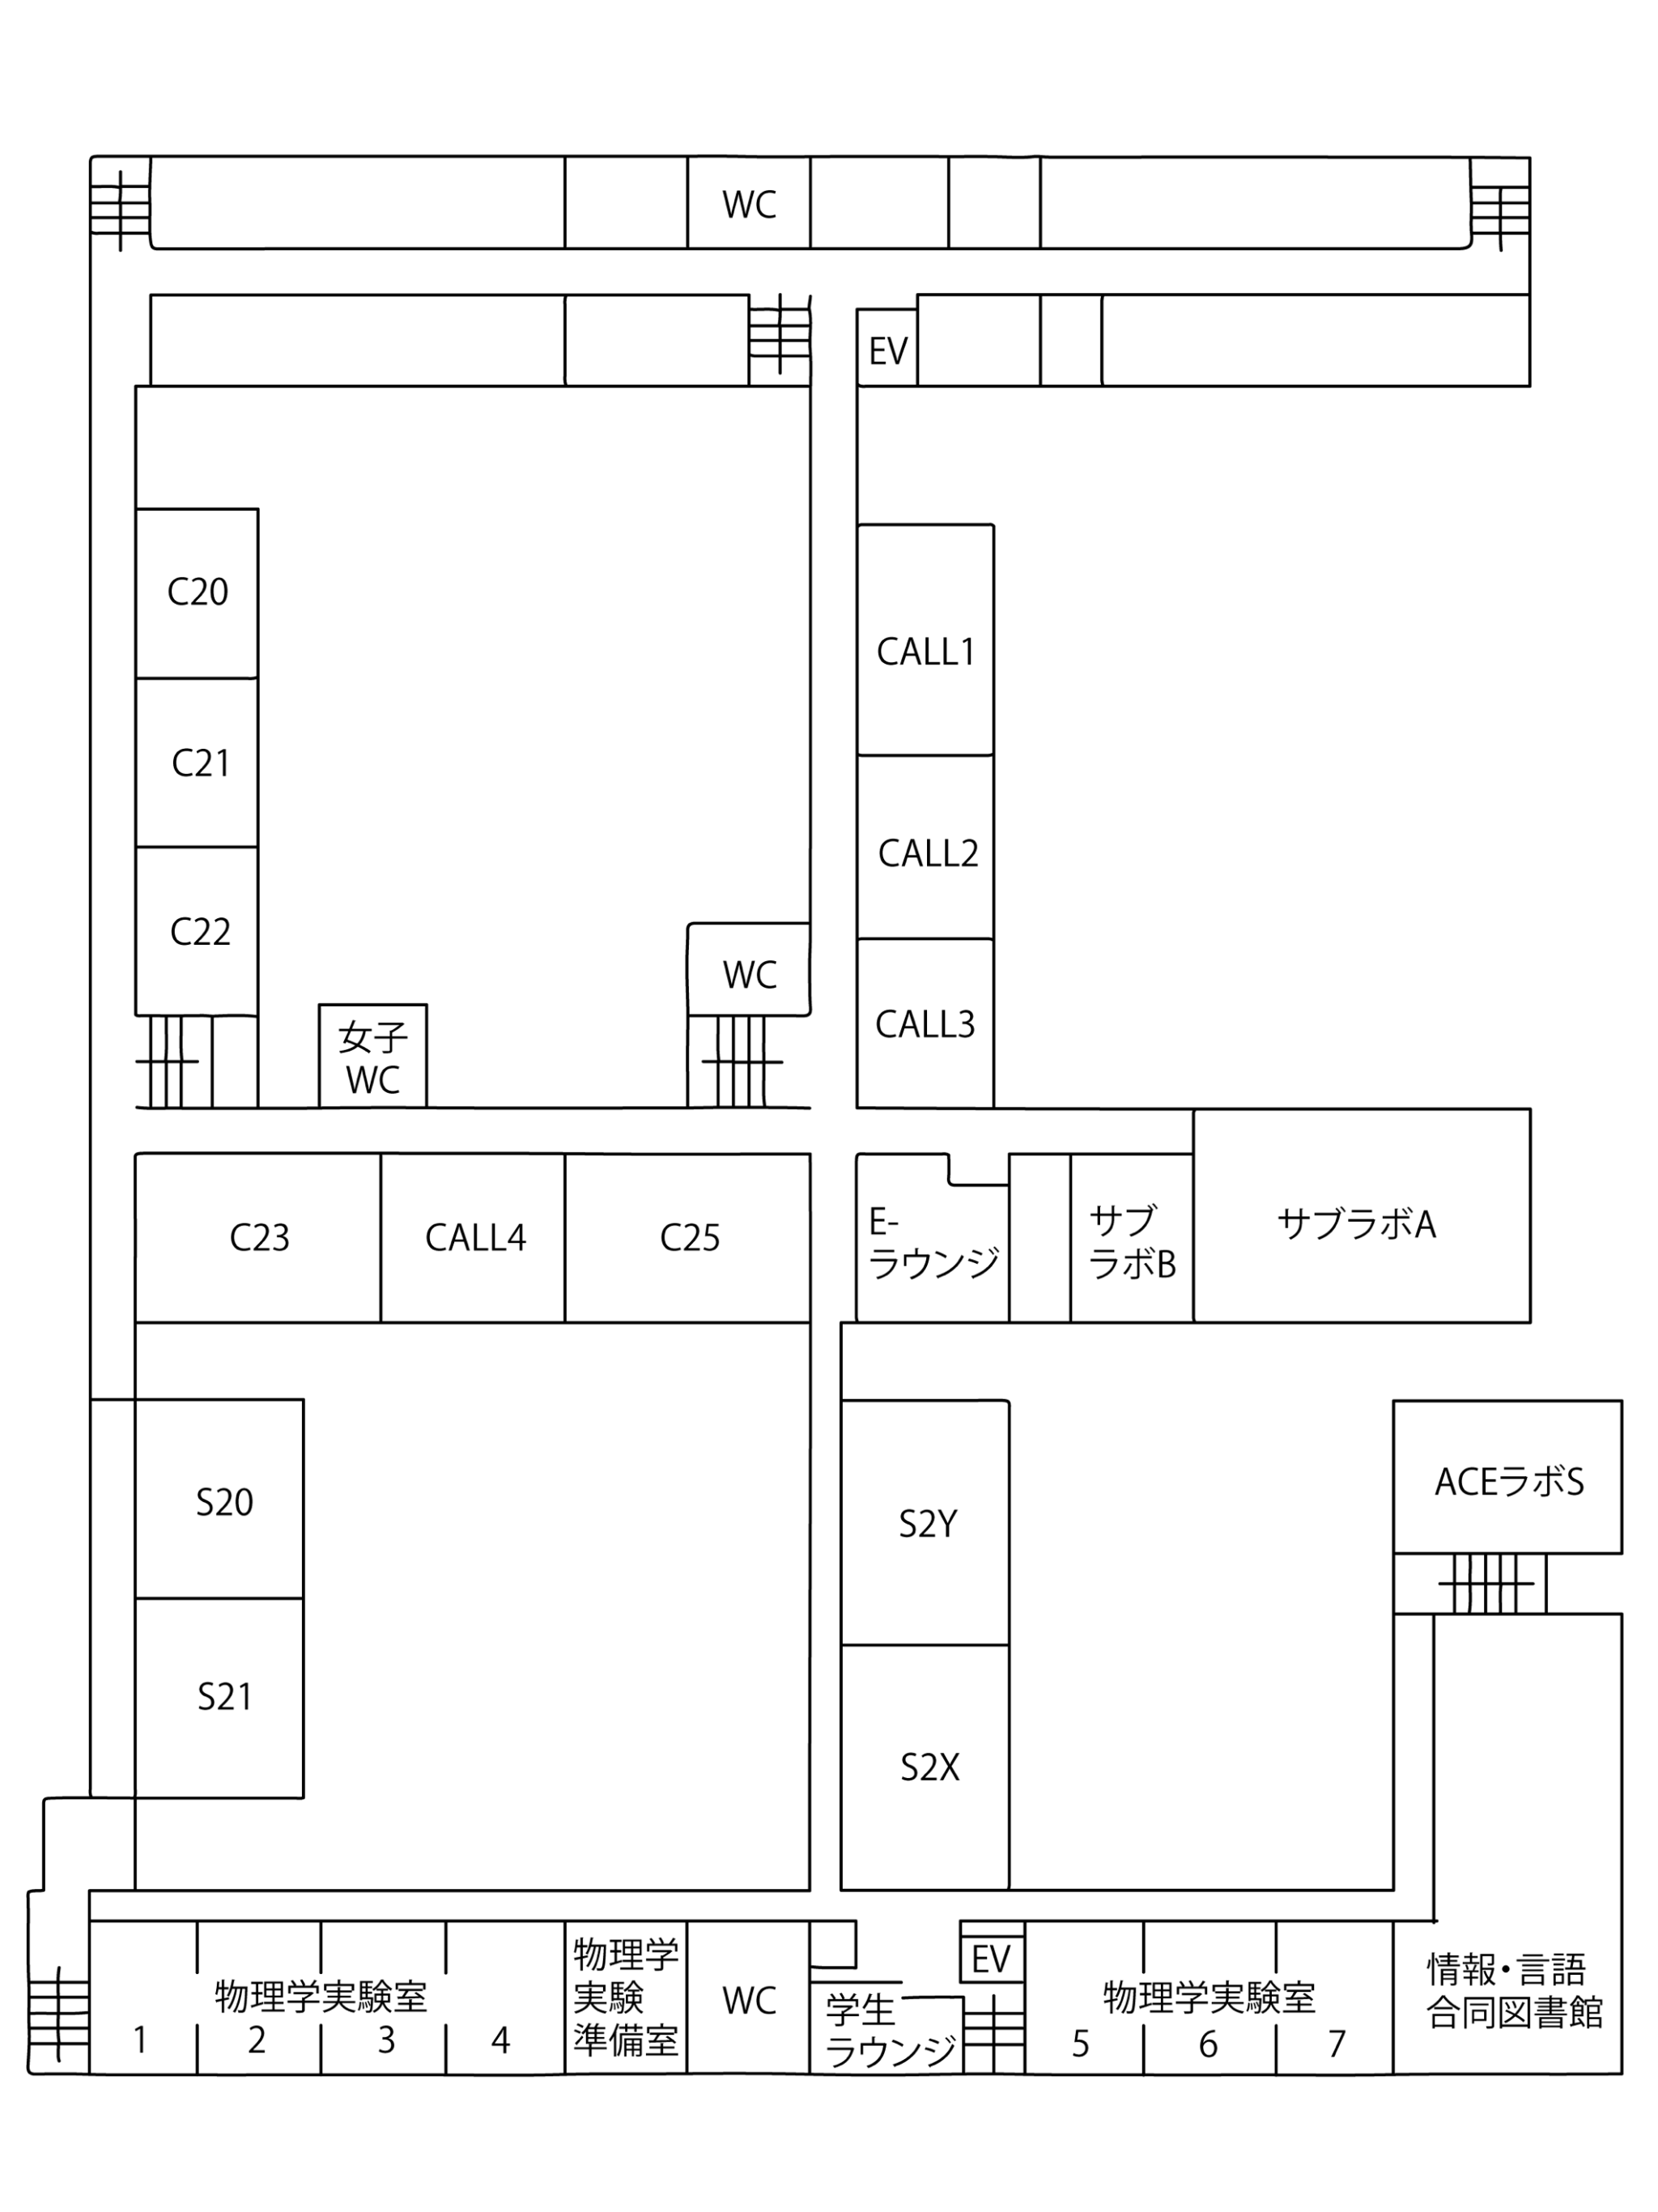 WC
EV
C20
CALL1
C21
CALL2
C22
WC
CALL3
女子
WC
C23
CALL4
C25
E-
ラウンジ
サブ
ラボB
サブラボA
ACEラボS
S20
S2Y
S21
S2X
物理学実験室
1
2
3
4
物理学
実験
準備室
WC
学生
ラウンジ
EV
物理学実験室
5
6
7
情報・言語
合同図書館